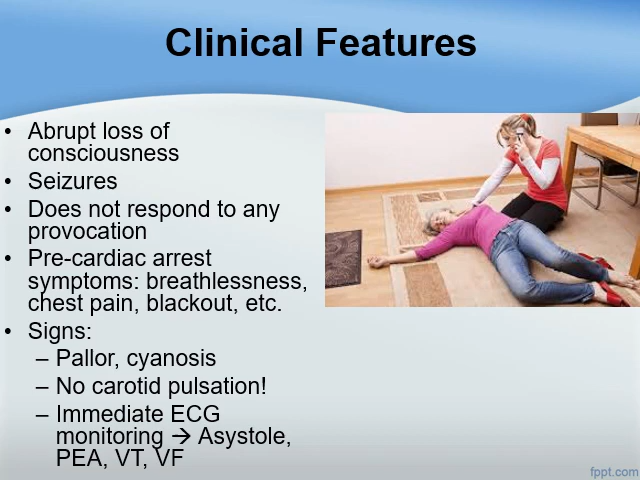 Clinical Features
• Abrupt loss of
consciousness
• Seizures
• Does not respond to any
provocation
• Pre-cardiac arrest
symptoms: breathlessness,
chest pain, blackout, etc.
• Signs:
– Pallor, cyanosis
– No carotid pulsation!
– Immediate ECG
monitoring → Asystole,
PEA, VT, VF
fppt.com